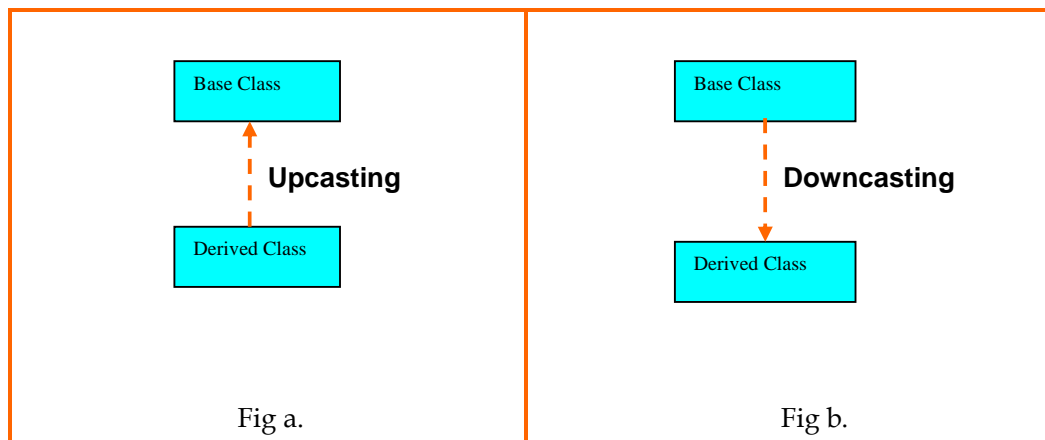 Base Class
Upcasting
Derived Class
Fig a.
Base Class
Downcasting
Derived Class
Fig b.